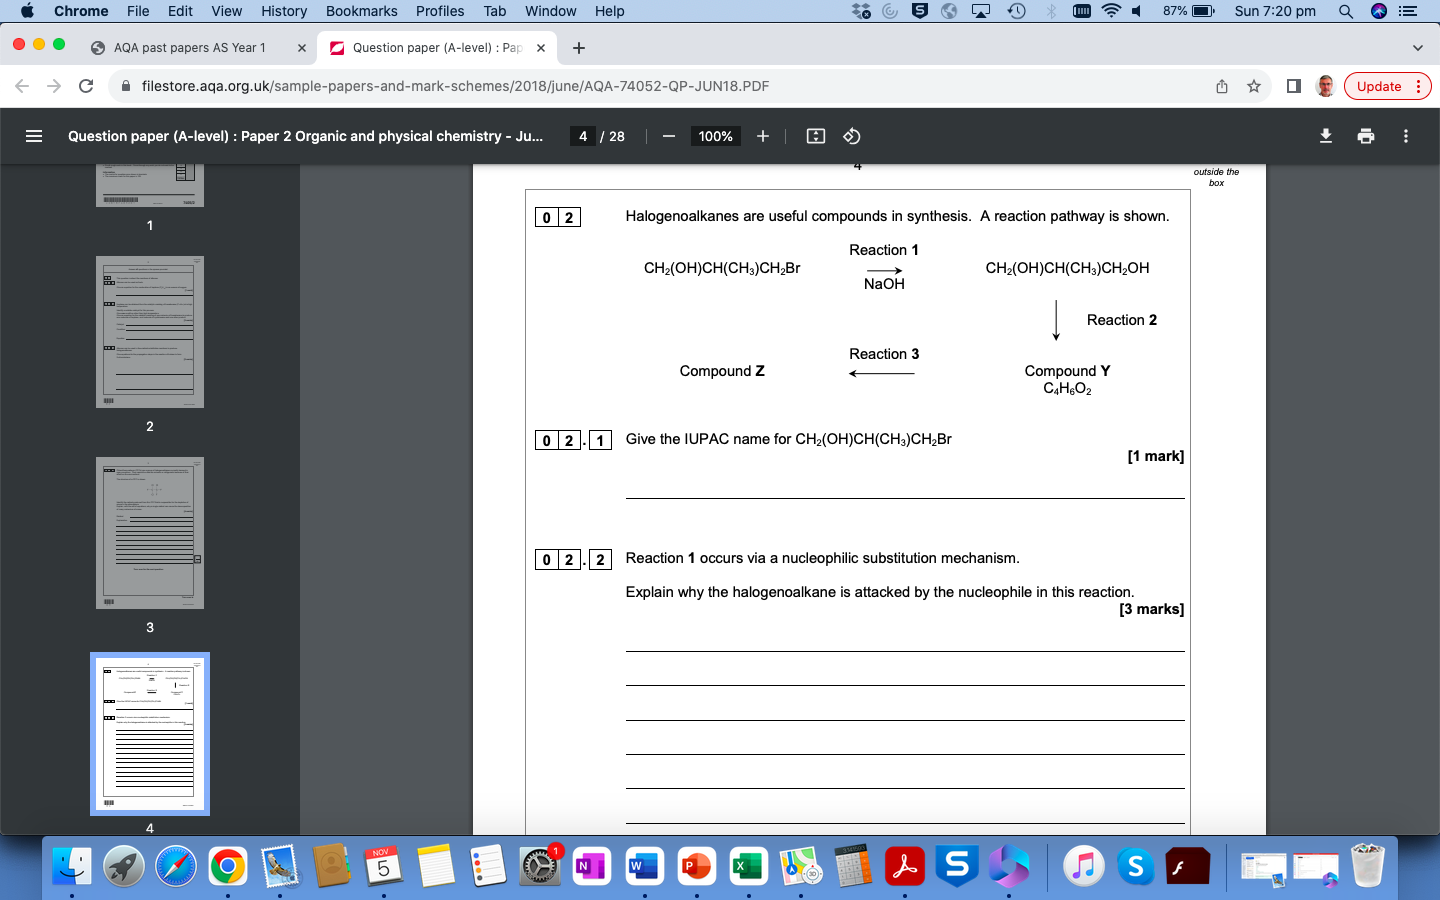 Chrome File Edit View History Bookmarks Profiles Tab Window Help 87% Sun 7:20 pm
AQA past papers AS Year 1
Question paper (A-level) : Pap
filestore.aqa.org.uk/sample-papers-and-mark-schemes/2018/june/AQA-74052-QP-JUN18.PDF
Update
Question paper (A-level) : Paper 2 Organic and physical chemistry - Ju...
4 / 28
100%
4
outside the
box
1
2
3
4
0 2 Halogenoalkanes are useful compounds in synthesis. A reaction pathway is shown.
Reaction 1
CH₂(OH)CH(CH₃)CH₂Br
NaOH
CH₂(OH)CH(CH₃)CH₂OH
Reaction 2
Reaction 3
Compound Z
Compound Y
C₄H₆O₂
0 2 . 1 Give the IUPAC name for CH₂(OH)CH(CH₃)CH₂Br
[1 mark]
0 2 . 2 Reaction 1 occurs via a nucleophilic substitution mechanism.
Explain why the halogenoalkane is attacked by the nucleophile in this reaction.
[3 marks]
NOV
5
1
N
W
P
X
3D
S
S
f